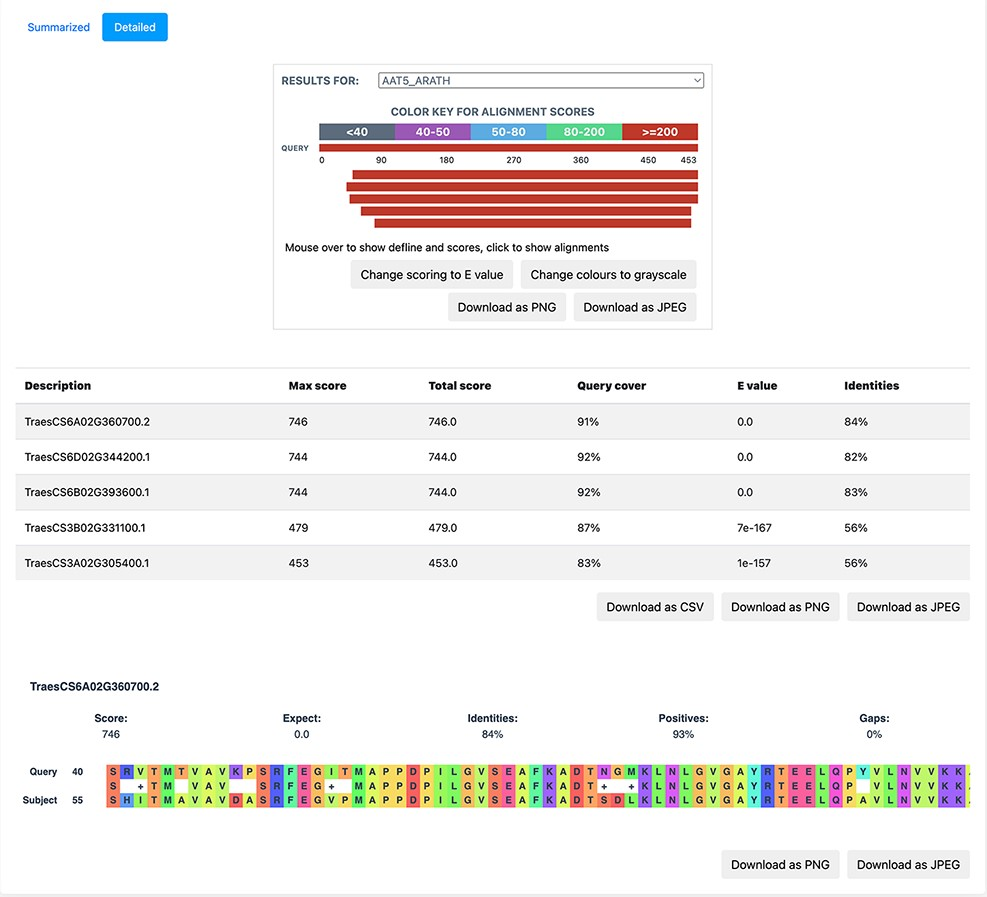 Summarized Detailed
RESULTS FOR: AAT5_ARATH
COLOR KEY FOR ALIGNMENT SCORES
<40 40-50 50-80 80-200 >=200
QUERY
0 90 180 270 360 450 453
Mouse over to show defline and scores, click to show alignments
Change scoring to E value Change colours to grayscale
Download as PNG Download as JPEG
Description Max score Total score Query cover E value Identities
TraesCS6A02G360700.2 746 746.0 91% 0.0 84%
TraesCS6D02G344200.1 744 744.0 92% 0.0 82%
TraesCS6B02G393600.1 744 744.0 92% 0.0 83%
TraesCS3B02G331100.1 479 479.0 87% 7e-167 56%
TraesCS3A02G305400.1 453 453.0 83% 1e-157 56%
Download as CSV Download as PNG Download as JPEG
TraesCS6A02G360700.2
Score: Expect: Identities: Positives: Gaps:
746 0.0 84% 93% 0%
Query 40 S R V T M T V A V K P S R F E G I T M A P P D P I L G V S E A F K A D T N G M K L N L G V G A Y R T E E L Q P Y V L N V V K K
S + T M V A V S R F E G + M A P P D P I L G V S E A F K A D T + + K L N L G V G A Y R T E E L Q P V L N V V K K
Subject 55 S H I T M A V A V D A S R F E G V P M A P P D P I L G V S E A F K A D T S D L K L N L G V G A Y R T E E L Q P A V L N V V K K
Download as PNG Download as JPEG